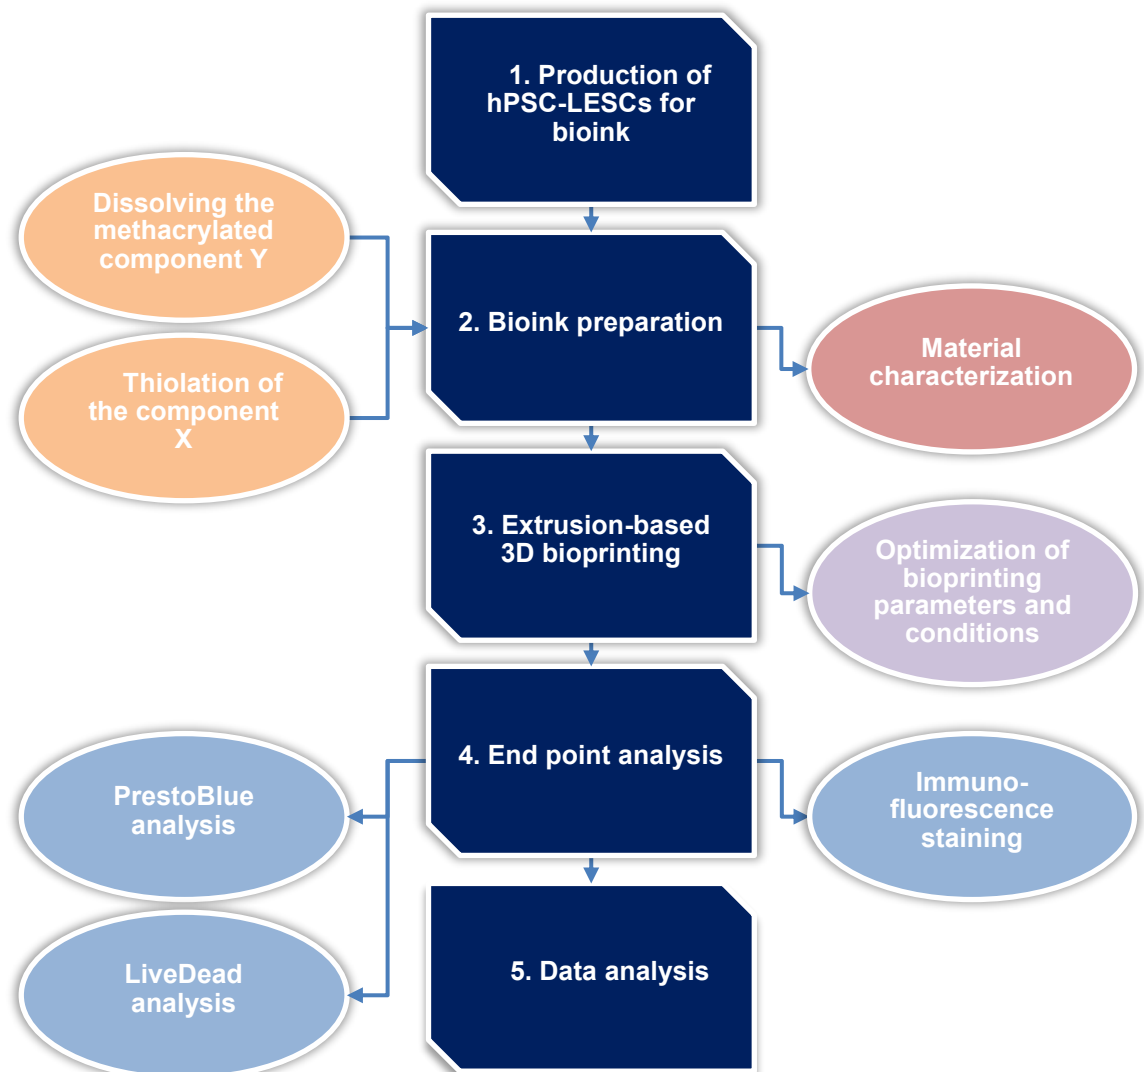 1. Production of
hPSC-LESCs for
bioink
Dissolving the
methacrylated
component Y
2. Bioink preparation
Material
characterization
Thiolation of
the component
X
3. Extrusion-based
3D bioprinting
Optimization of
bioprinting
parameters and
conditions
4. End point analysis
PrestoBlue
analysis
Immuno-
fluorescence
staining
LiveDead
analysis
5. Data analysis